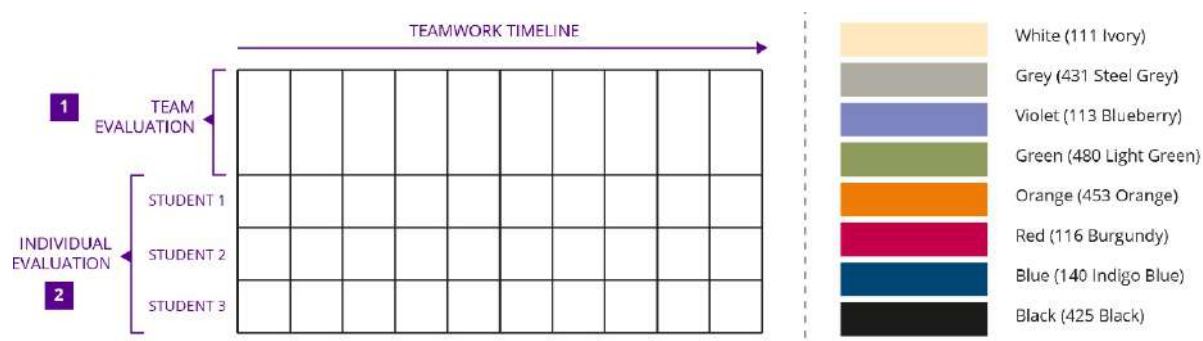 TEAMWORK TIMELINE
1
TEAM
EVALUATION
STUDENT 1
INDIVIDUAL
EVALUATION
STUDENT 2
2
STUDENT 3
White (111 Ivory)
Grey (431 Steel Grey)
Violet (113 Blueberry)
Green (480 Light Green)
Orange (453 Orange)
Red (116 Burgundy)
Blue (140 Indigo Blue)
Black (425 Black)